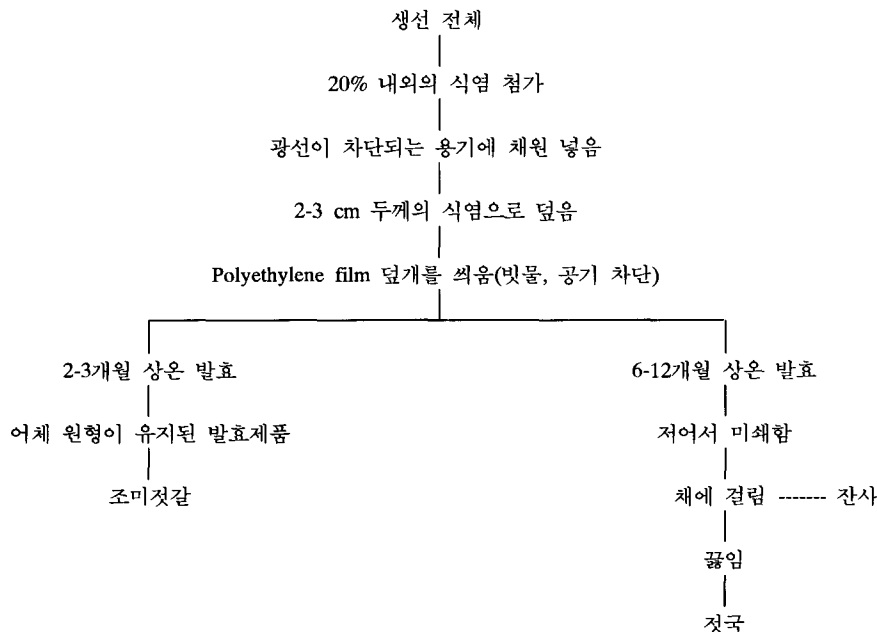 생선 전체
20% 내외의 식염 첨가
광선이 차단되는 용기에 채원 넣음
2-3 cm 두께의 식염으로 덮음
Polyethylene film 덮개를 씌움(빗물, 공기 차단)
2-3개월 상온 발효
6-12개월 상온 발효
어체 원형이 유지된 발효제품
저어서 미쇄함
조미젓갈
채에 걸림 ------- 잔사
끓임
젓국